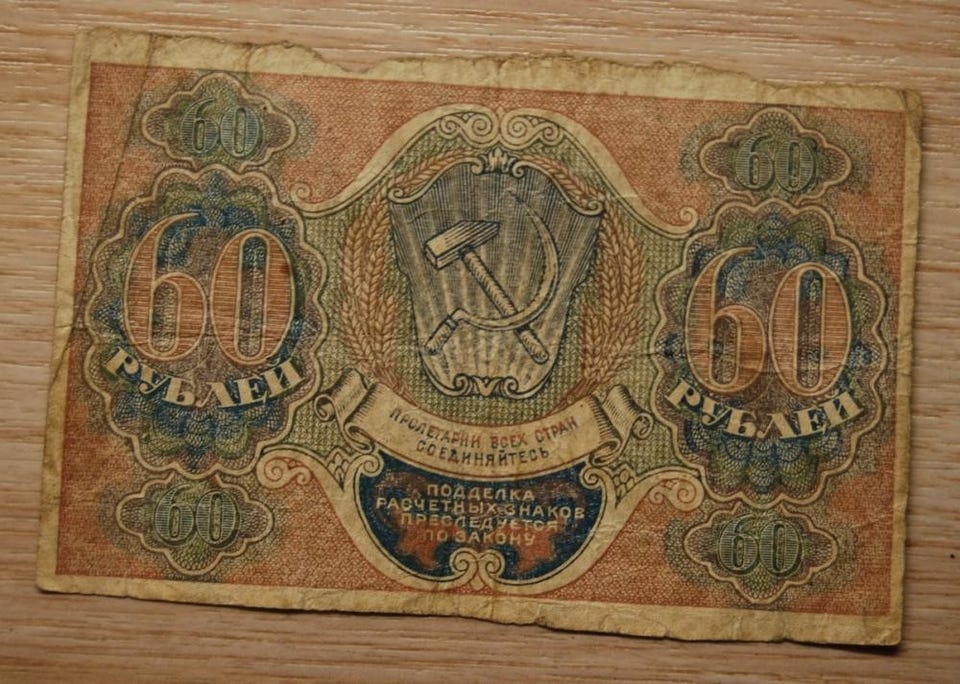 60
60
60
60
РУБЛЕЙ
РУБЛЕЙ
ПРОЛЕТАРИИ ВСЕХ СТРАН
СОЕДИНЯЙТЕСЬ
60
60
ПОДДЕЛКА
РАСЧЕТНЫХ ЗНАКОВ
ПРЕСЛЕДУЕТСЯ
ПО ЗАКОНУ